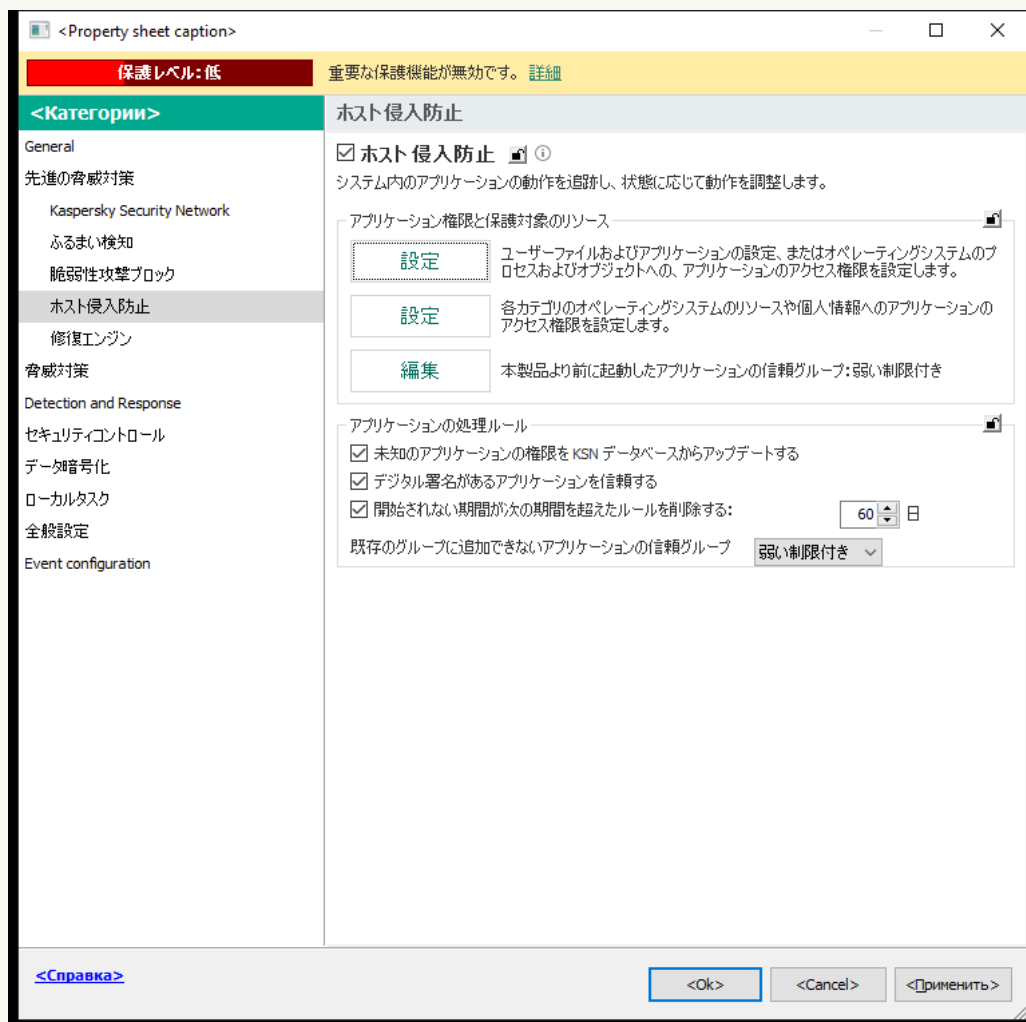 <Property sheet caption>
保護レベル: 低
重要な保護機能が無効です。 詳細
<Категории>
General
先進の脅威対策
Kaspersky Security Network
ふるまい検知
脆弱性攻撃ブロック
ホスト侵入防止
修復エンジン
脅威対策
Detection and Response
セキュリティコントロール
データ暗号化
ローカルタスク
全般設定
Event configuration
ホスト侵入防止
ホスト侵入防止
システム内のアプリケーションの動作を追跡し、状態に応じて動作を調整します。
アプリケーション権限と保護対象のリソース
設定
ユーザーファイルおよびアプリケーションの設定、またはオペレーティングシステムのプ
ロセスおよびオブジェクトへの、アプリケーションのアクセス権限を設定します。
設定
各カテゴリのオペレーティングシステムのリソースや個人情報へのアプリケーションの
アクセス権限を設定します。
編集
本製品より前に起動したアプリケーションの信頼グループ: 弱い制限付き
アプリケーションの処理ルール
未知のアプリケーションの権限を KSN データベースからアップデートする
デジタル署名があるアプリケーションを信頼する
開始されない期間が次の期間を超えたルールを削除する:
60 日
既存のグループに追加できないアプリケーションの信頼グループ
弱い制限付き
<Справка>
<Ok>
<Cancel>
<Применить>